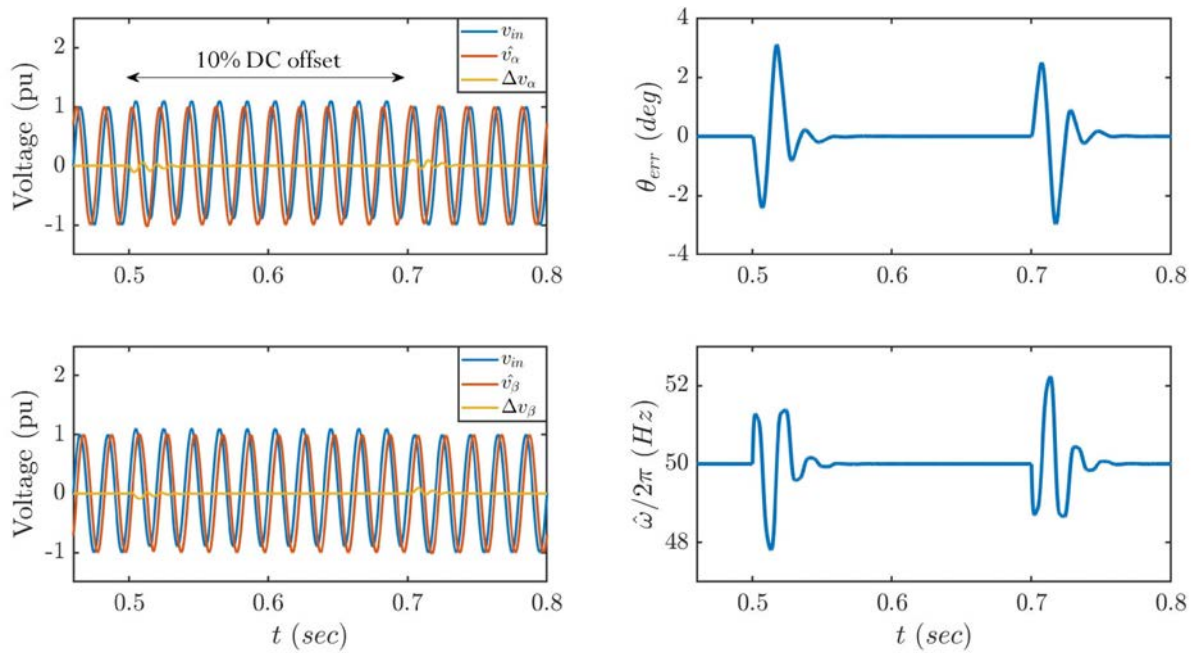 Voltage (pu)
2
1
0
-1
10% DC offset
v_in
v̂_α
Δv_α
0.5 0.6 0.7 0.8
θ_err (deg)
4
2
0
-2
-4
0.5 0.6 0.7 0.8
Voltage (pu)
2
1
0
-1
v_in
v̂_β
Δv_β
0.5 0.6 0.7 0.8
t (sec)
ω̂/2π (Hz)
52
50
48
0.5 0.6 0.7 0.8
t (sec)